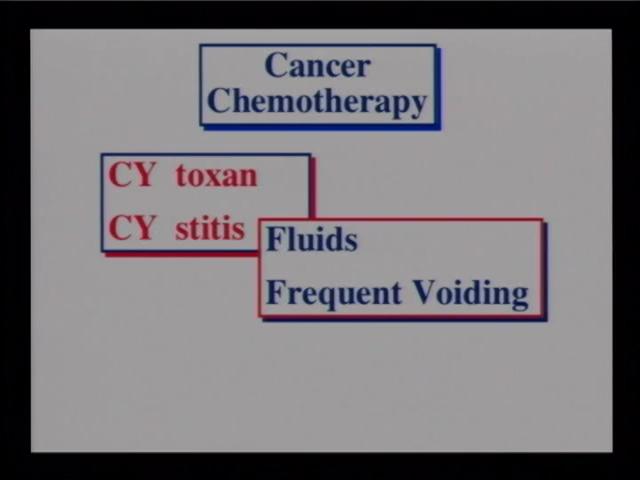 Cancer
Chemotherapy
CY toxan
CY stitis
Fluids
Frequent Voiding